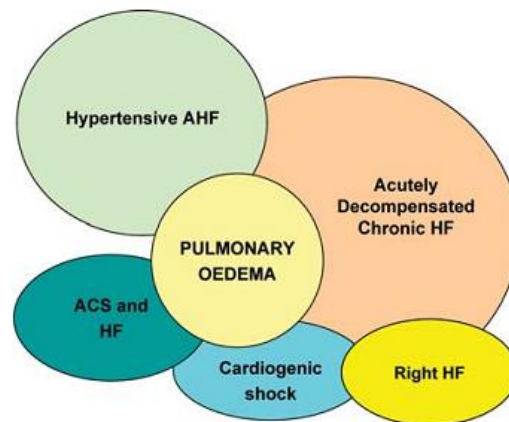 Hypertensive AHF
Acutely
Decompensated
Chronic HF
PULMONARY
OEDEMA
ACS and
HF
Cardiogenic
shock
Right HF